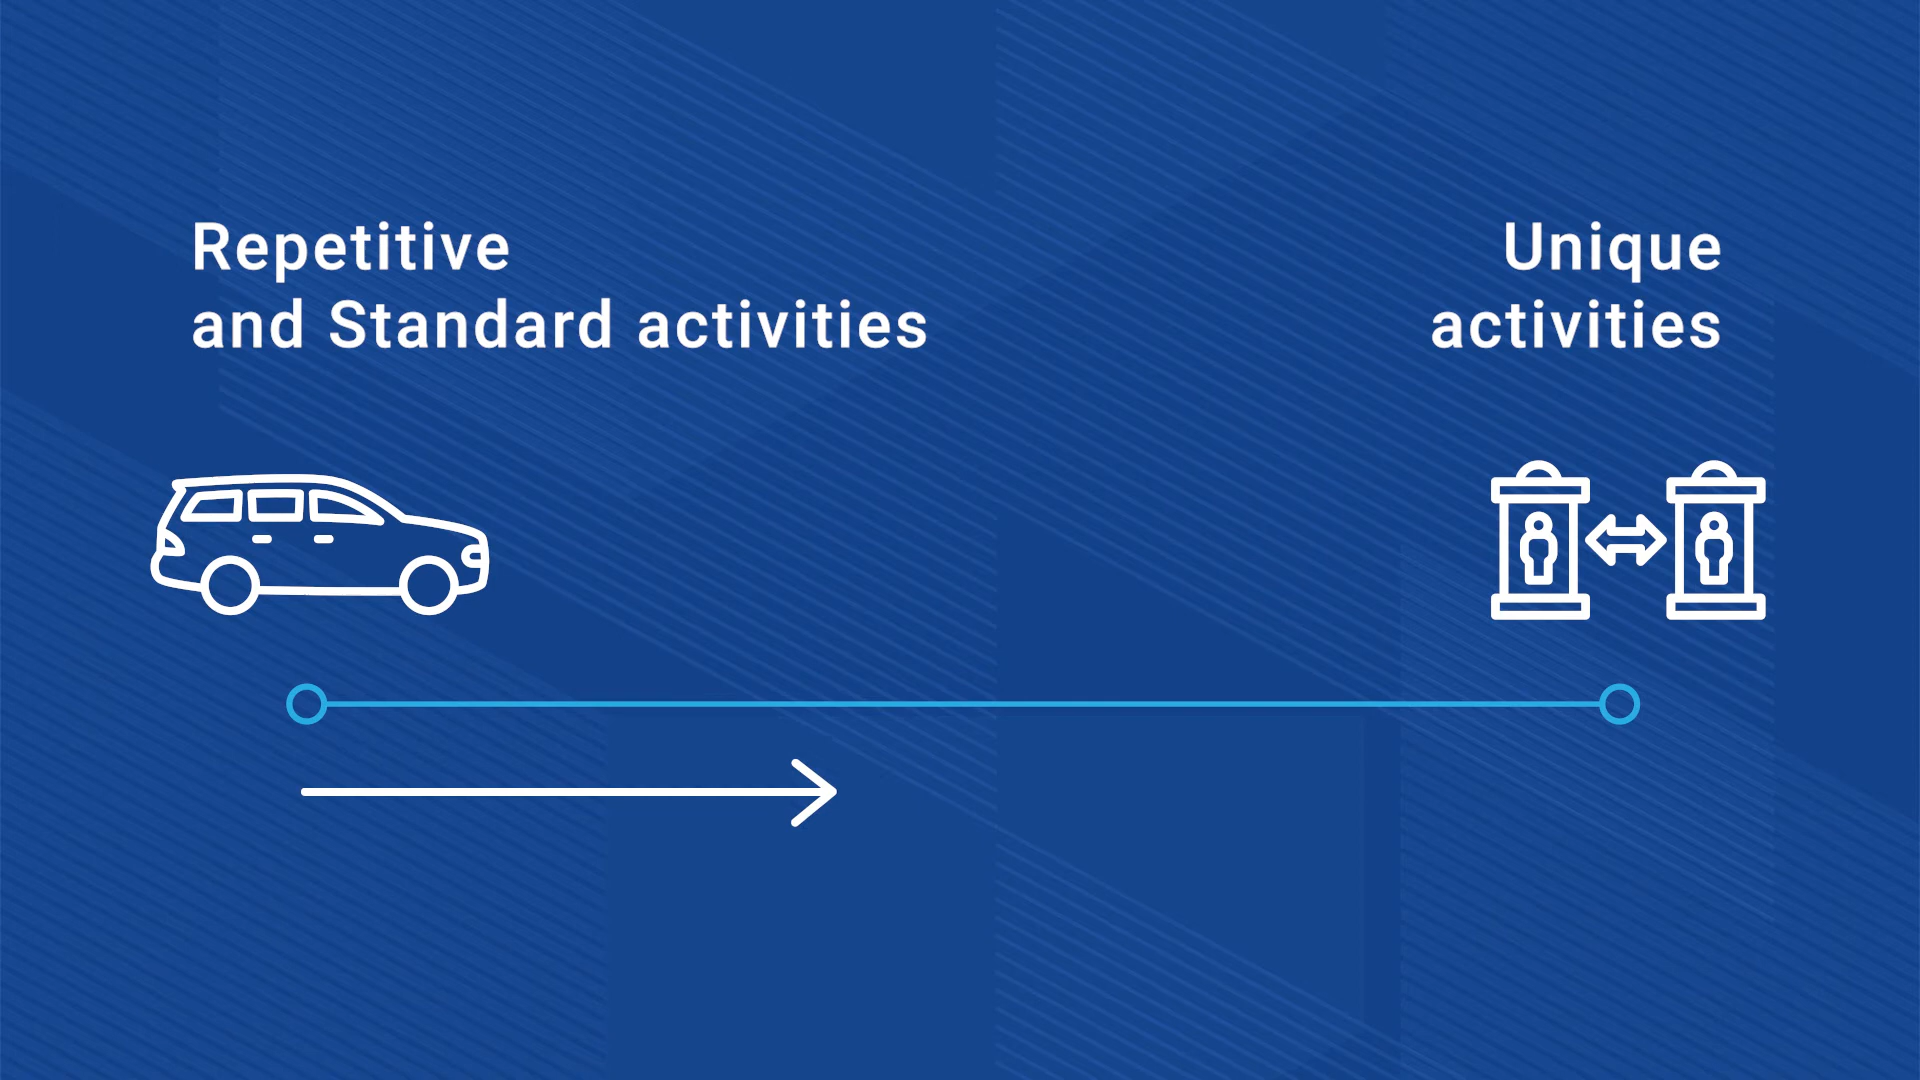 Repetitive
and Standard activities
Unique
activities